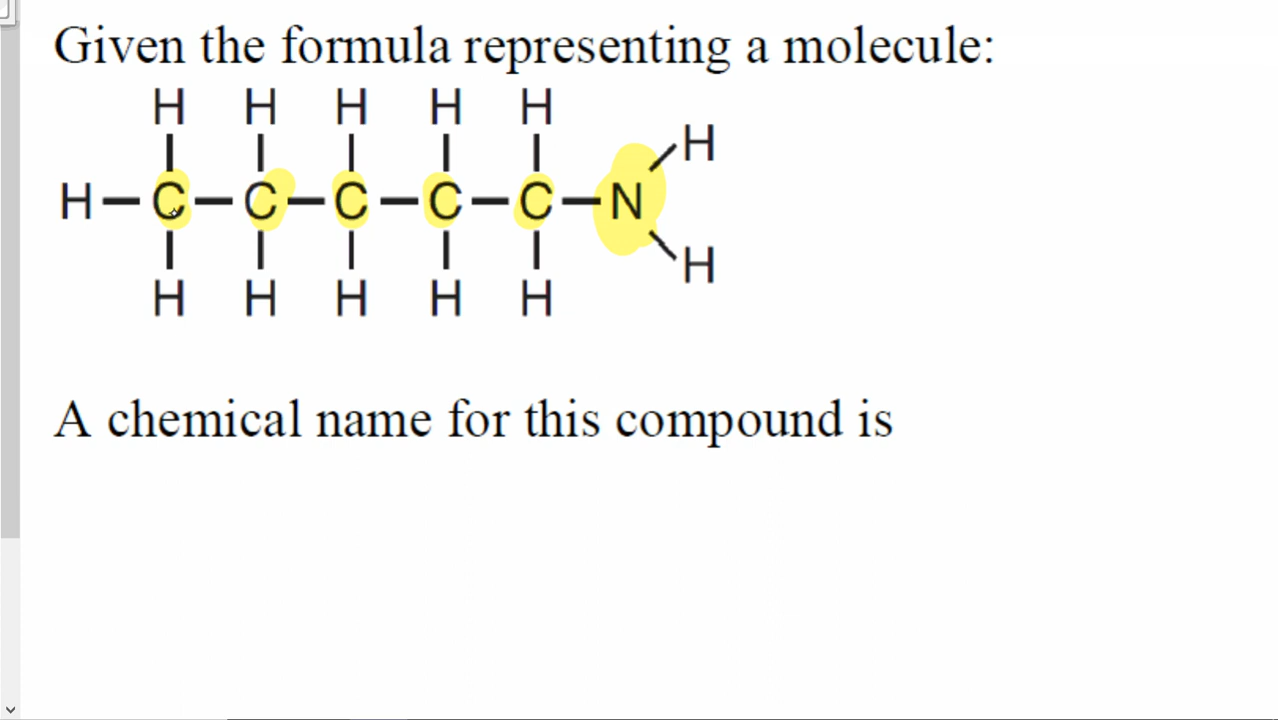 Given the formula representing a molecule:
H H H H H
H
H—C—C—C—C—C—N
H
H H H H H
A chemical name for this compound is